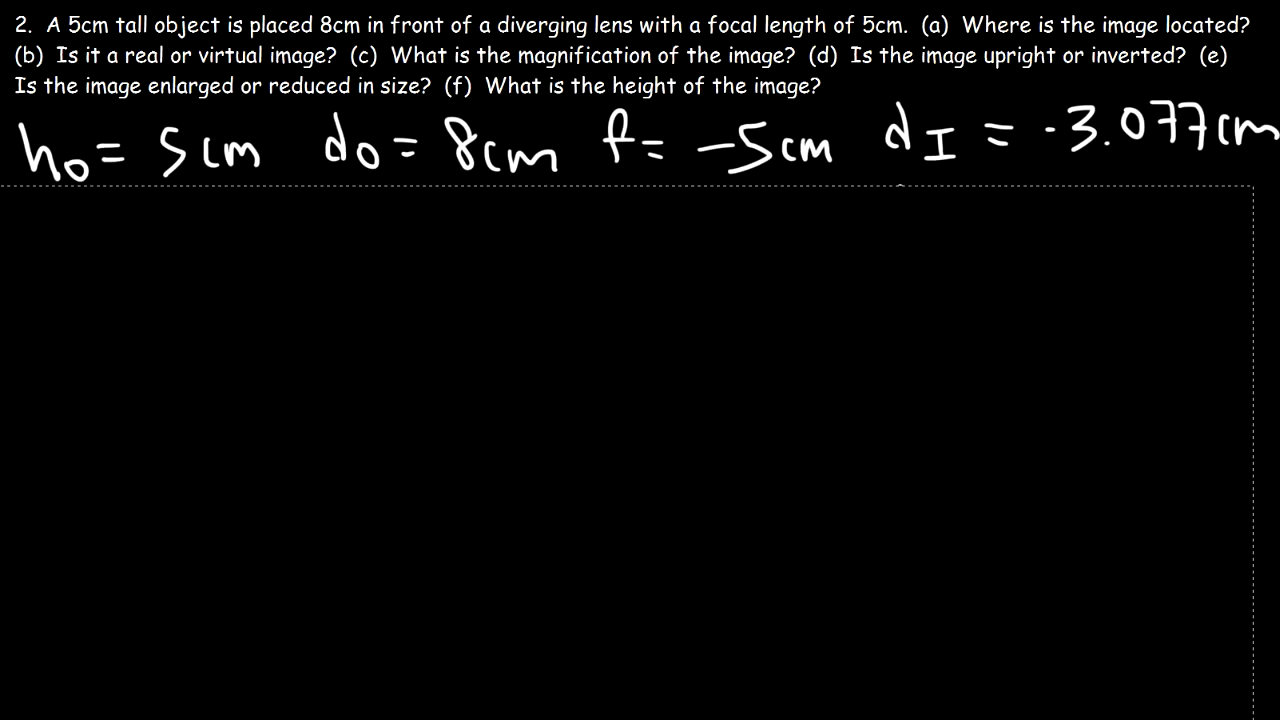 2. A 5cm tall object is placed 8cm in front of a diverging lens with a focal length of 5cm. (a) Where is the image located?
(b) Is it a real or virtual image? (c) What is the magnification of the image? (d) Is the image upright or inverted? (e)
Is the image enlarged or reduced in size? (f) What is the height of the image?
ho = 5cm do = 8cm f = -5cm dI = -3.077cm